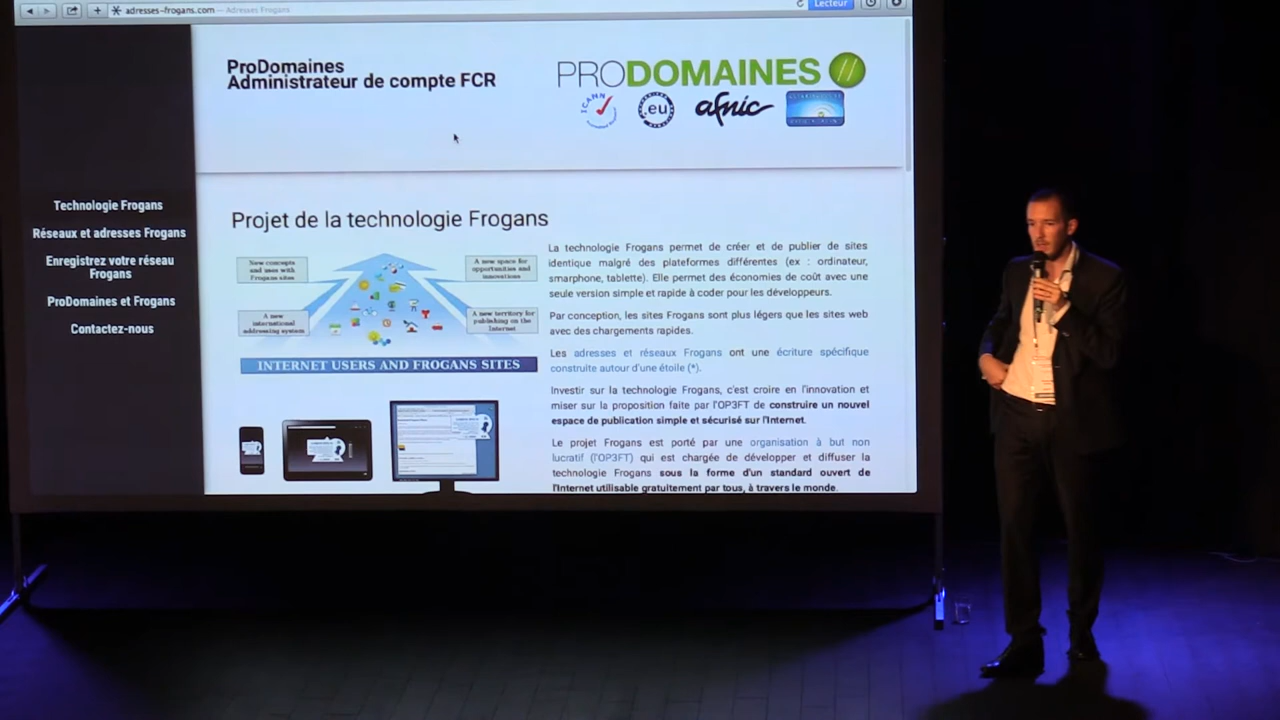 adresses-frogans.com — Adresses Frogans
Lecteur
ProDomaines
Administrateur de compte FCR
PRODOMAINES
ICANN
.eu
afnic
Technologie Frogans
Réseaux et adresses Frogans
Enregistrez votre réseau
Frogans
ProDomaines et Frogans
Contactez-nous
Projet de la technologie Frogans
New concepts
and uses with
Frogans sites
A new space for
opportunities and
innovations
A new
international
addressing system
A new territory for
publishing on the
Internet
INTERNET USERS AND FROGANS SITES
La technologie Frogans permet de créer et de publier de sites
identique malgré des plateformes différentes (ex : ordinateur,
smarphone, tablette). Elle permet des économies de coût avec une
seule version simple et rapide à coder pour les développeurs.
Par conception, les sites Frogans sont plus légers que les sites web
avec des chargements rapides.
Les adresses et réseaux Frogans ont une écriture spécifique
construite autour d'une étoile (*).
Investir sur la technologie Frogans, c'est croire en l'innovation et
miser sur la proposition faite par l'OP3FT de construire un nouvel
espace de publication simple et sécurisé sur l'Internet.
Le projet Frogans est porté par une organisation à but non
lucratif (l'OP3FT) qui est chargée de développer et diffuser la
technologie Frogans sous la forme d'un standard ouvert de
l'Internet utilisable gratuitement par tous, à travers le monde.